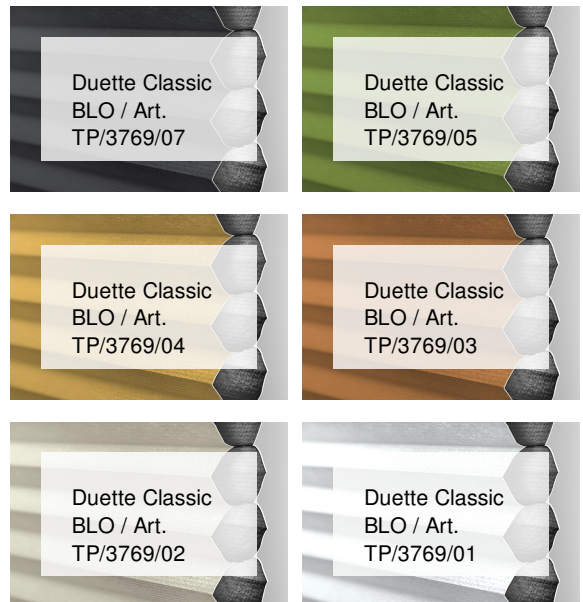 Duette Classic
BLO / Art.
TP/3769/07
Duette Classic
BLO / Art.
TP/3769/05
Duette Classic
BLO / Art.
TP/3769/04
Duette Classic
BLO / Art.
TP/3769/03
Duette Classic
BLO / Art.
TP/3769/02
Duette Classic
BLO / Art.
TP/3769/01